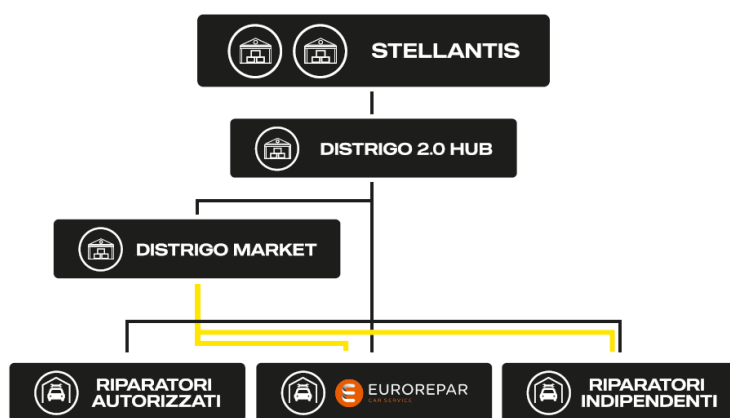 STELLANTIS
DISTRIGO 2.0 HUB
DISTRIGO MARKET
RIPARATORI
AUTORIZZATI
EUROREPAR
CAR SERVICE
RIPARATORI
INDIPENDENTI